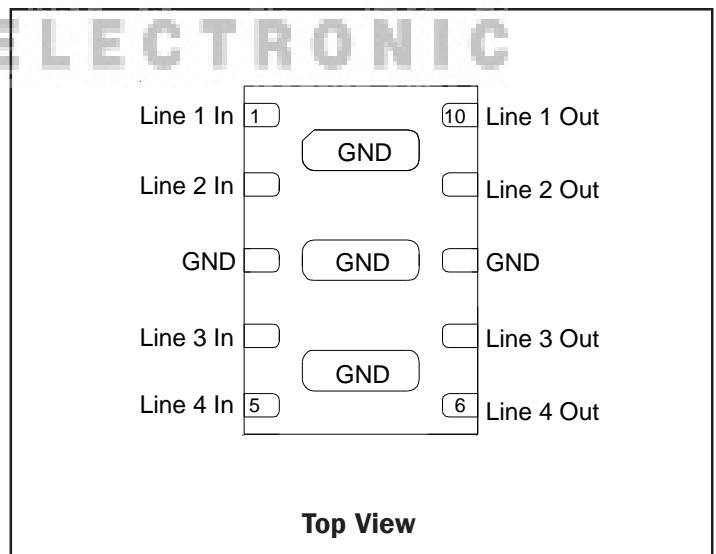 ELECTRONIC
Line 1 In 1 10 Line 1 Out
GND
Line 2 In Line 2 Out
GND GND GND
Line 3 In Line 3 Out
GND
Line 4 In 5 6 Line 4 Out
Top View